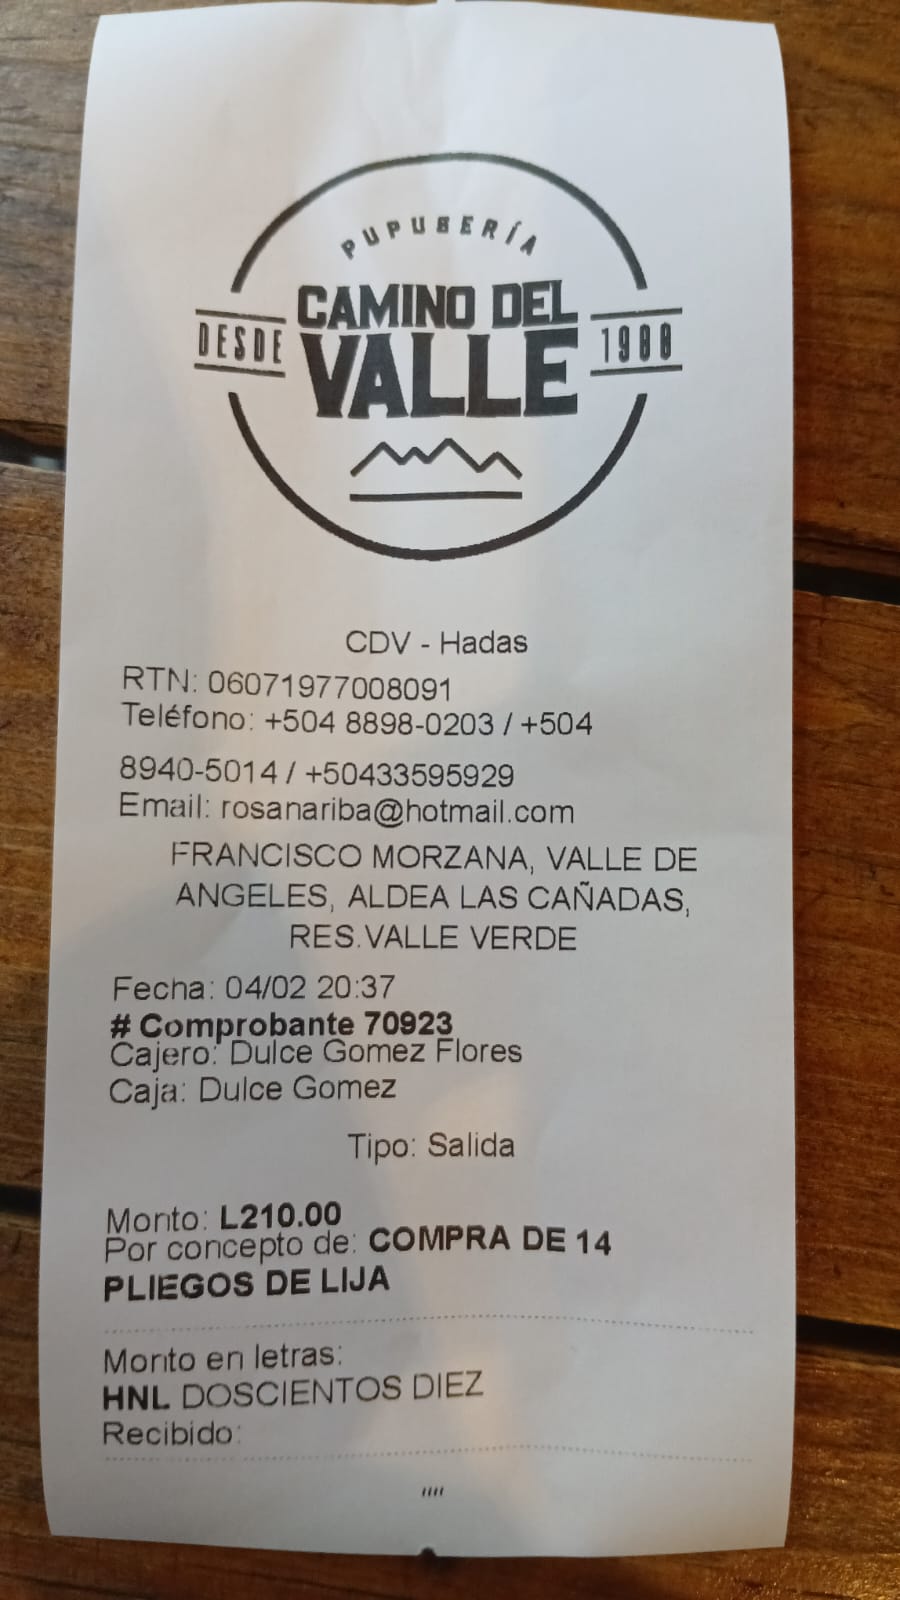 PUPUSERÍA
CAMINO DEL
DESDE VALLE 1988
CDV - Hadas
RTN: 06071977008091
Teléfono: +504 8898-0203 / +504
8940-5014 / +50433595929
Email: rosanariba@hotmail.com
FRANCISCO MORZANA, VALLE DE
ANGELES, ALDEA LAS CAÑADAS,
RES.VALLE VERDE
Fecha: 04/02 20:37
# Comprobante 70923
Cajero: Dulce Gomez Flores
Caja: Dulce Gomez
Tipo: Salida
Monto: L210.00
Por concepto de: COMPRA DE 14
PLIEGOS DE LIJA
Monto en letras:
HNL DOSCIENTOS DIEZ
Recibido:
,,,,